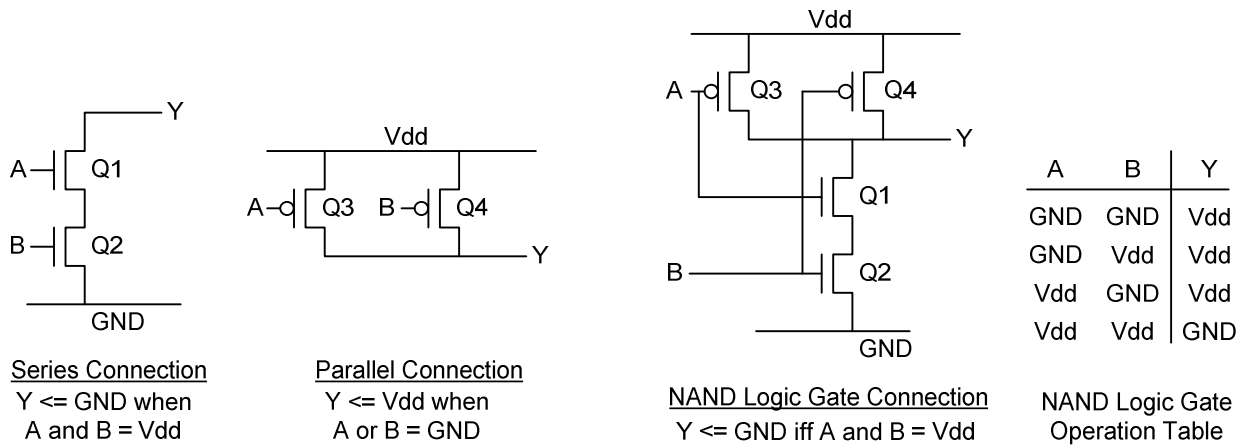 Y
A
Q1
B
Q2
GND
Series Connection
Y <= GND when
A and B = Vdd
Vdd
A
Q3
B
Q4
Y
Parallel Connection
Y <= Vdd when
A or B = GND
Vdd
A
Q3
Q4
Y
Q1
B
Q2
GND
NAND Logic Gate Connection
Y <= GND iff A and B = Vdd
A B Y
GND GND Vdd
GND Vdd Vdd
Vdd GND Vdd
Vdd Vdd GND
NAND Logic Gate
Operation Table